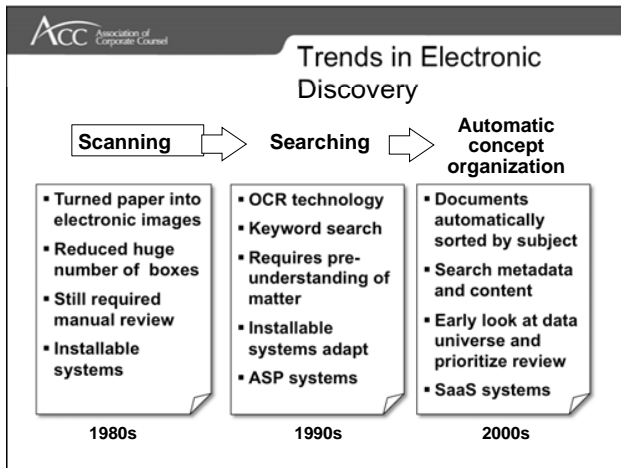 ACC Association of
Corporate Counsel
Trends in Electronic
Discovery
Scanning
Searching
Automatic
concept
organization
▪ Turned paper into
electronic images
▪ Reduced huge
number of boxes
▪ Still required
manual review
▪ Installable
systems
▪ OCR technology
▪ Keyword search
▪ Requires pre-
understanding of
matter
▪ Installable
systems adapt
▪ ASP systems
▪ Documents
automatically
sorted by subject
▪ Search metadata
and content
▪ Early look at data
universe and
prioritize review
▪ SaaS systems
1980s
1990s
2000s